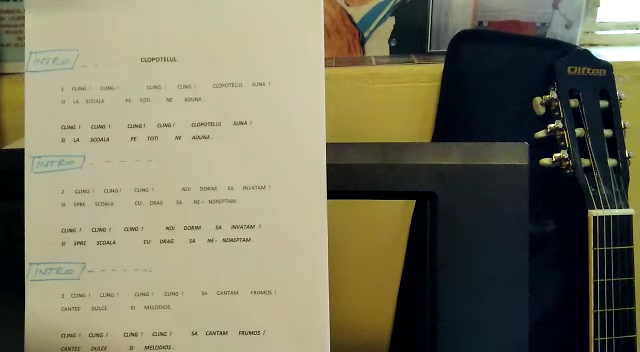 INTRO
CLOPOTELUL
1 CLING ! CLING ! CLING ! CLING ! CLOPOTELUL SUNA !
SI LA SCOALA PE TOTI NE ADUNA
CLING ! CLING ! CLING ! CLING ! CLOPOTELUL SUNA !
SI LA SCOALA PE TOTI NE ADUNA .
INTRO
2 CLING ! CLING ! CLING ! NOI DORIM SA INVATAM !
SI SPRE SCOALA CU DRAG SA NE- NDREPTAM
CLING ! CLING ! CLING ! NOI DORIM SA INVATAM !
SI SPRE SCOALA CU DRAG SA NE- NDREPTAM .
INTRO
3 CLING ! CLING ! CLING ! CLING ! SA CANTAM FRUMOS !
CANTEC DULCE SI MELODIOS
CLING ! CLING ! CLING ! CLING ! SA CANTAM FRUMOS !
CANTEC DULCE SI MELODIOS .
Clifton